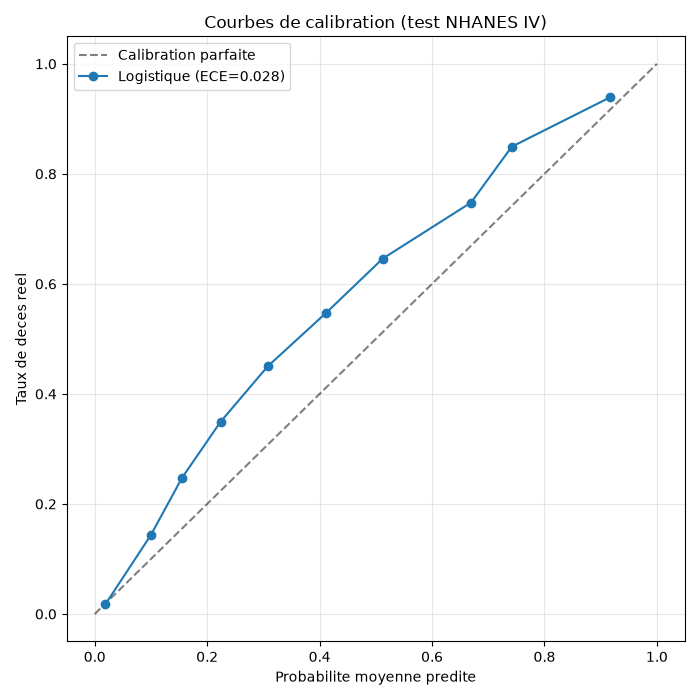 Courbes de calibration (test NHANES IV)
Calibration parfaite
Logistique (ECE=0.028)
1.0
0.8
0.6
0.4
0.2
0.0
Taux de deces reel
0.0 0.2 0.4 0.6 0.8 1.0
Probabilite moyenne predite